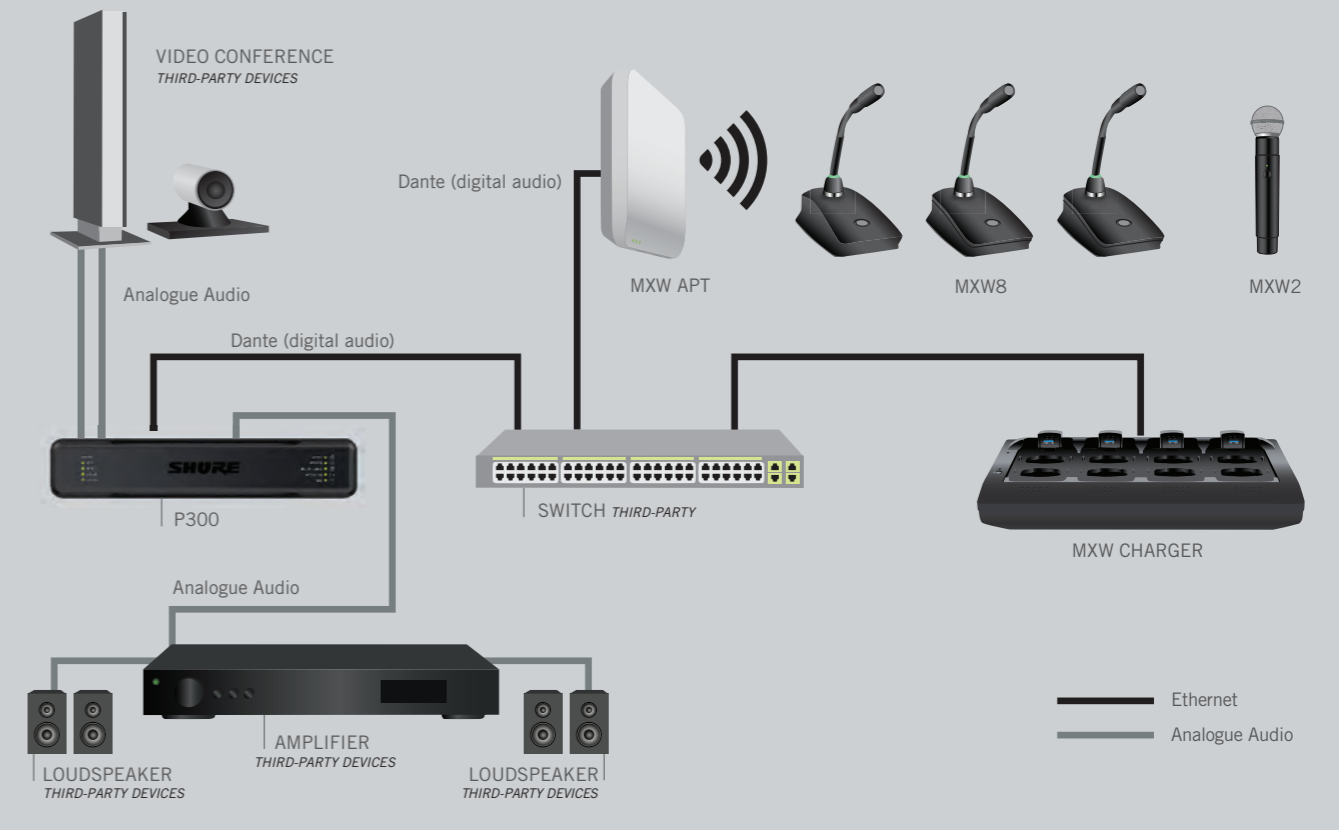 VIDEO CONFERENCE
THIRD-PARTY DEVICES
Dante (digital audio)
MXW APT
MXW8
MXW2
Analogue Audio
Dante (digital audio)
SHURE
P300
SWITCH THIRD-PARTY
MXW CHARGER
Analogue Audio
AMPLIFIER
THIRD-PARTY DEVICES
LOUDSPEAKER
THIRD-PARTY DEVICES
LOUDSPEAKER
THIRD-PARTY DEVICES
Ethernet
Analogue Audio